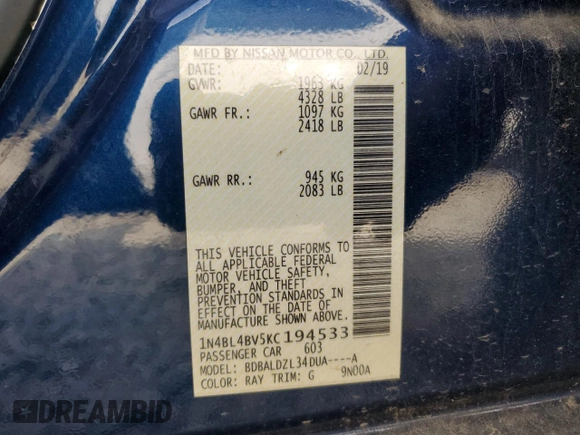 MFD BY NISSAN MOTOR CO., LTD.
DATE: 02/19
GVWR: 1963 KG
4328 LB
GAWR FR.: 1097 KG
2418 LB
GAWR RR.: 945 KG
2083 LB
THIS VEHICLE CONFORMS TO
ALL APPLICABLE FEDERAL
MOTOR VEHICLE SAFETY,
BUMPER, AND THEFT
PREVENTION STANDARDS IN
EFFECT ON THE DATE OF
MANUFACTURE SHOWN ABOVE.
1N4BL4BV5KC194533
PASSENGER CAR 603
MODEL: BDBALDZL34DUA----A
COLOR: RAY TRIM: G 9N00A
DREAMBID